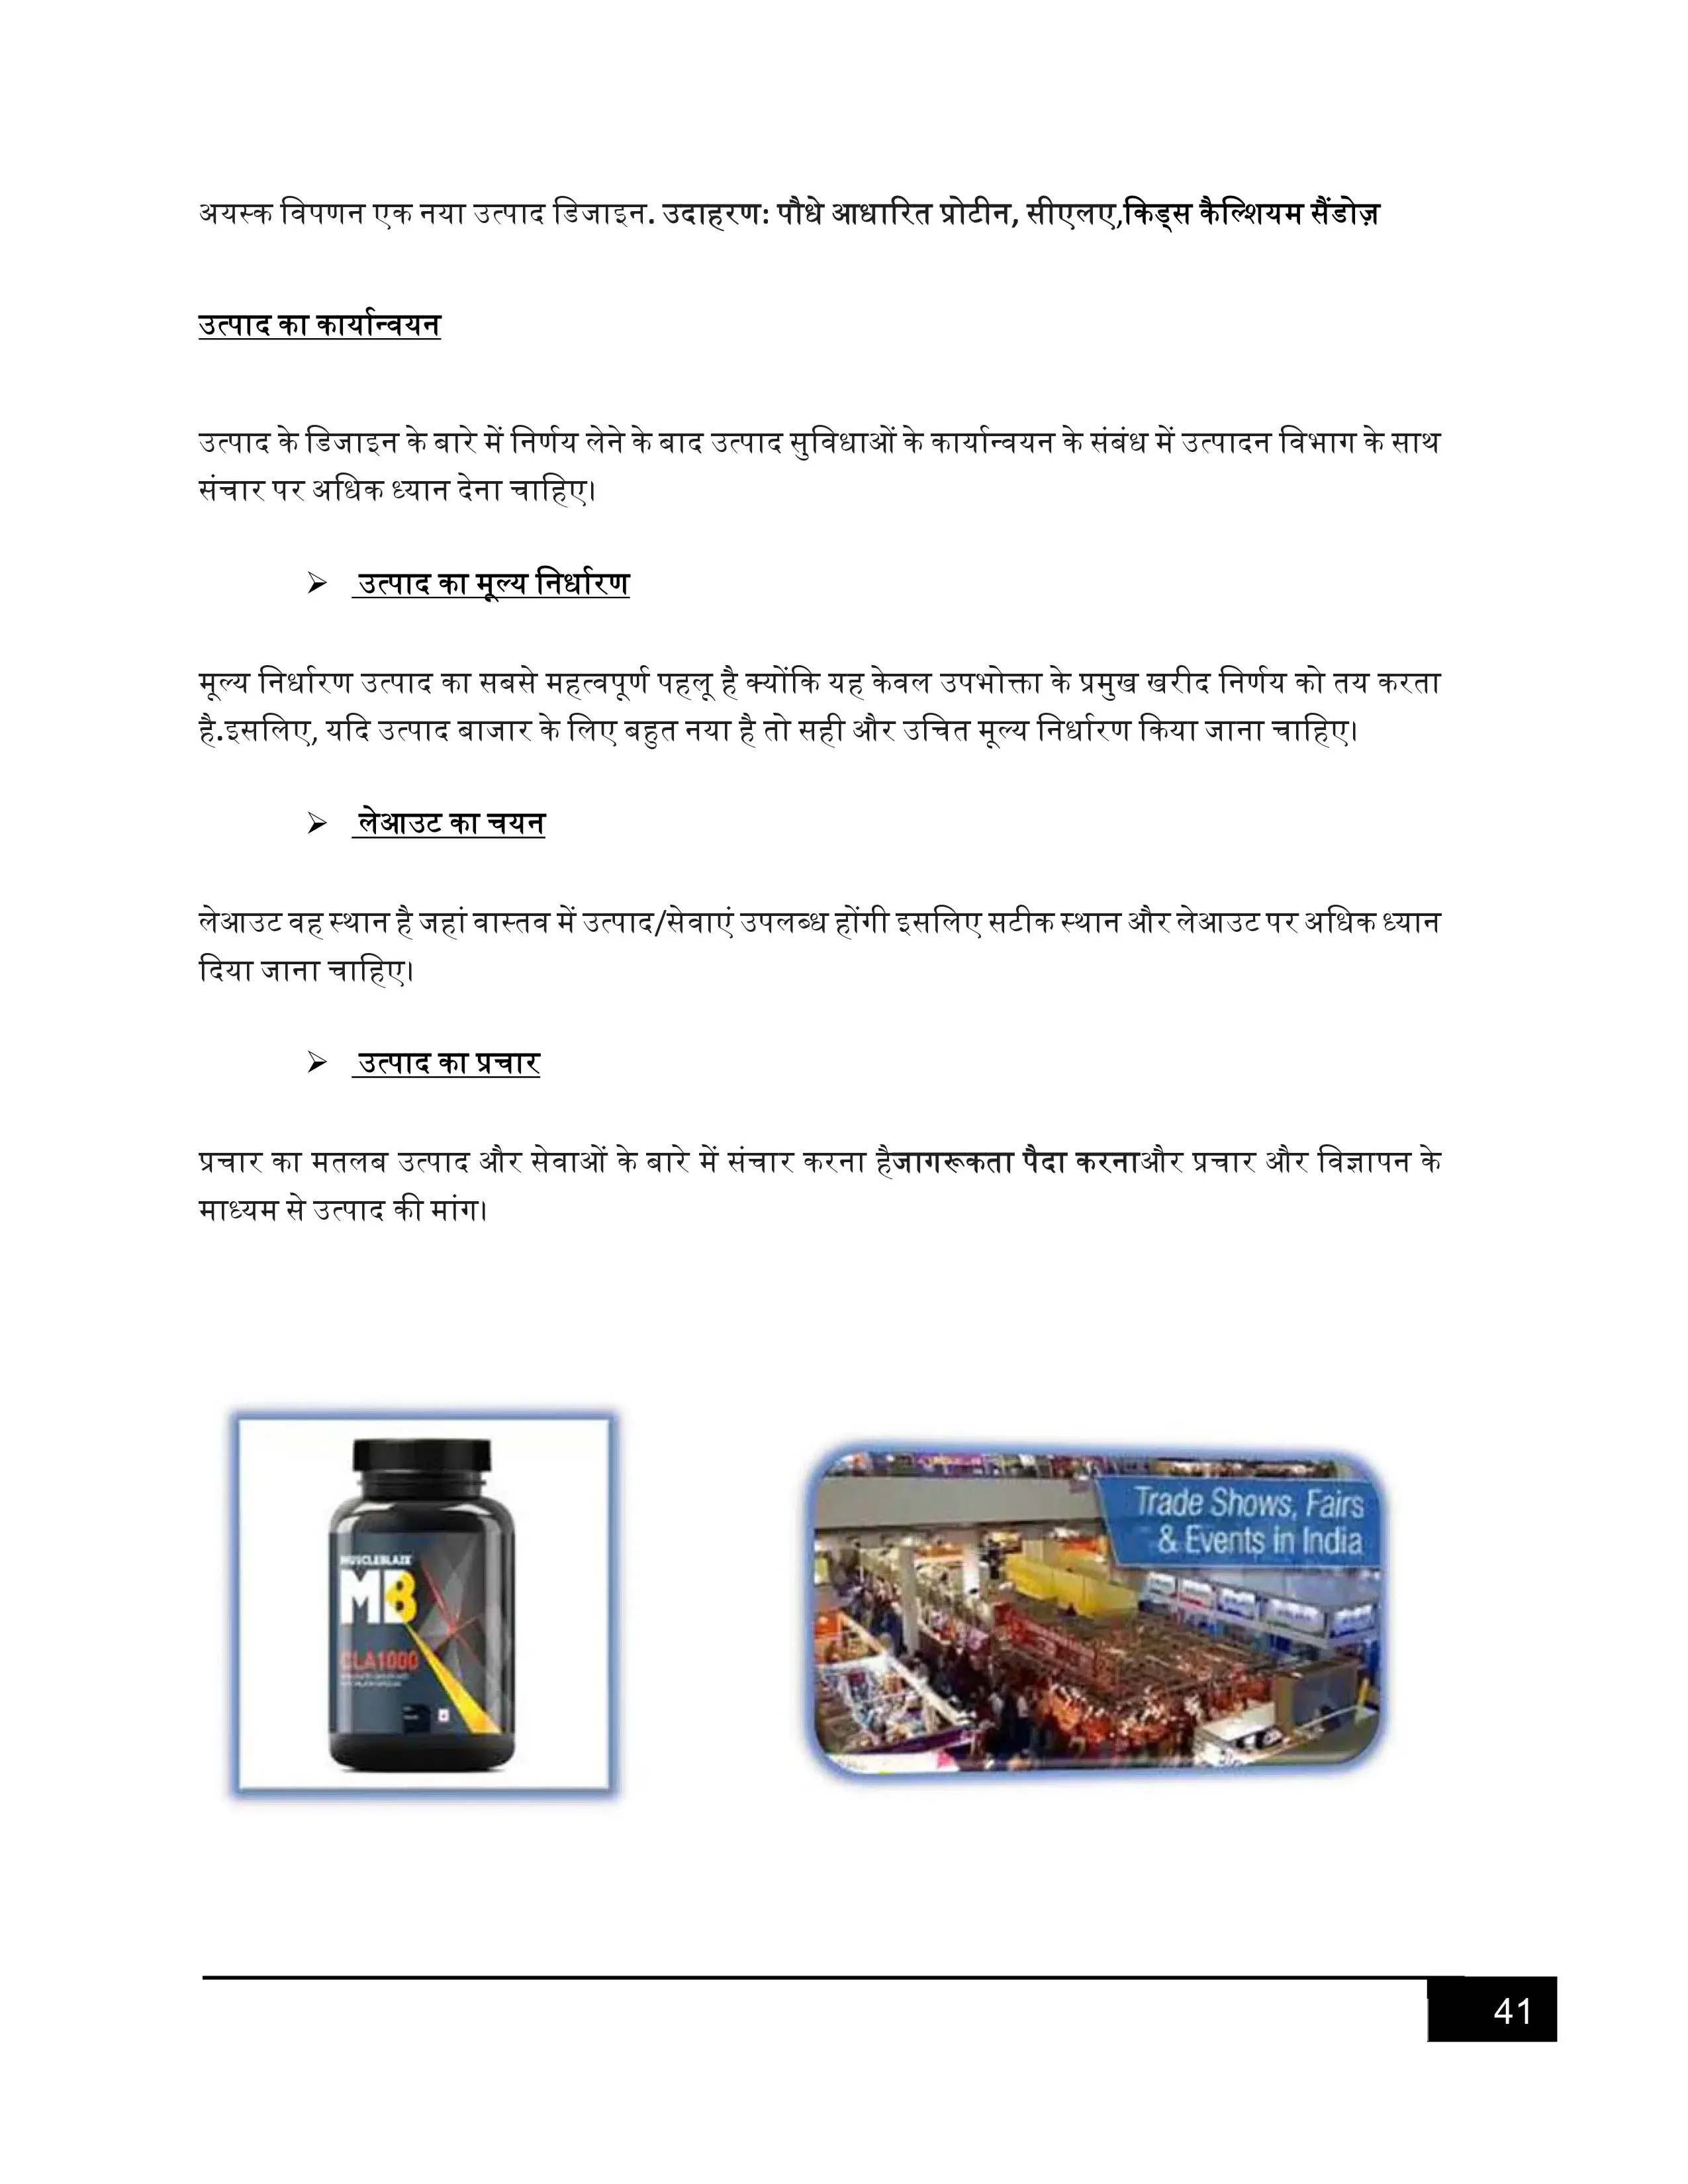 अयस्क विपणन एक नया उत्पाद डिजाइन. उदाहरण: पौधे आधारित प्रोटीन, सीएलए,किड्स कैल्शियम सैंडोज़
उत्पाद का कार्यान्वयन
उत्पाद के डिजाइन के बारे में निर्णय लेने के बाद उत्पाद सुविधाओं के कार्यान्वयन के संबंध में उत्पादन विभाग के साथ
संचार पर अधिक ध्यान देना चाहिए।
➢ उत्पाद का मूल्य निर्धारण
मूल्य निर्धारण उत्पाद का सबसे महत्वपूर्ण पहलू है क्योंकि यह केवल उपभोक्ता के प्रमुख खरीद निर्णय को तय करता
है.इसलिए, यदि उत्पाद बाजार के लिए बहुत नया है तो सही और उचित मूल्य निर्धारण किया जाना चाहिए।
➢ लेआउट का चयन
लेआउट वह स्थान है जहां वास्तव में उत्पाद/सेवाएं उपलब्ध होंगी इसलिए सटीक स्थान और लेआउट पर अधिक ध्यान
दिया जाना चाहिए।
➢ उत्पाद का प्रचार
प्रचार का मतलब उत्पाद और सेवाओं के बारे में संचार करना हैजागरूकता पैदा करनाऔर प्रचार और विज्ञापन के
माध्यम से उत्पाद की मांग।
MUSCLEBLAZE
MB
CLA1000
Trade Shows, Fairs
& Events in India
41